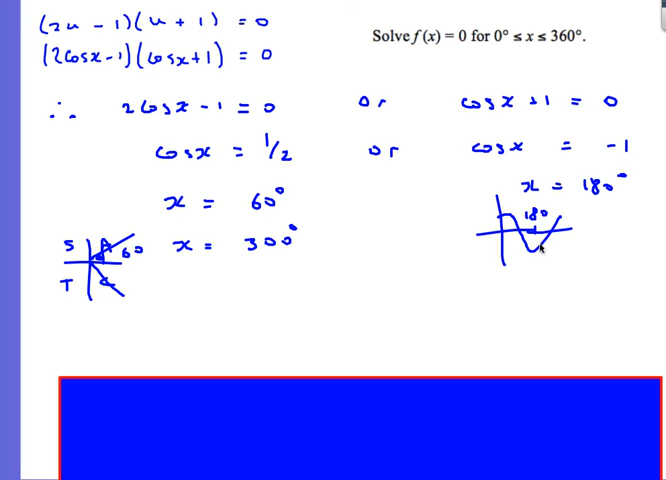 (2u - 1)(u + 1) = 0
Solve f(x) = 0 for 0° ≤ x ≤ 360°.
(2cosx-1)(cosx+1) = 0
∴ 2cosx - 1 = 0 or cosx + 1 = 0
cosx = 1/2 or cosx = -1
x = 60° x = 180°
180
S A 60 x = 300°
T C